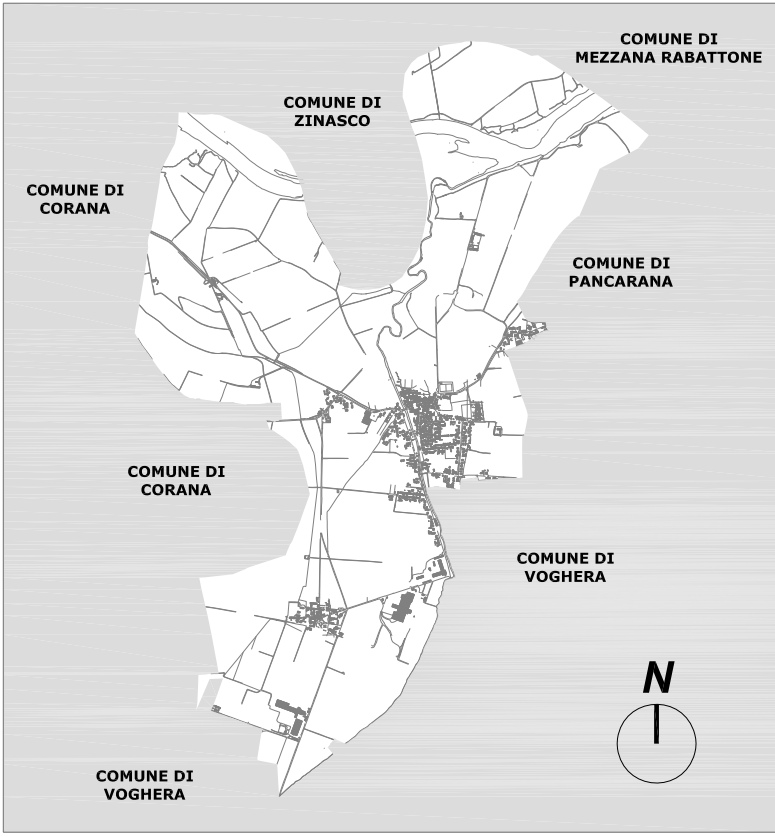 COMUNE DI
MEZZANA RABATTONE
COMUNE DI
ZINASCO
COMUNE DI
CORANA
COMUNE DI
PANCARANA
COMUNE DI
CORANA
COMUNE DI
VOGHERA
N
COMUNE DI
VOGHERA